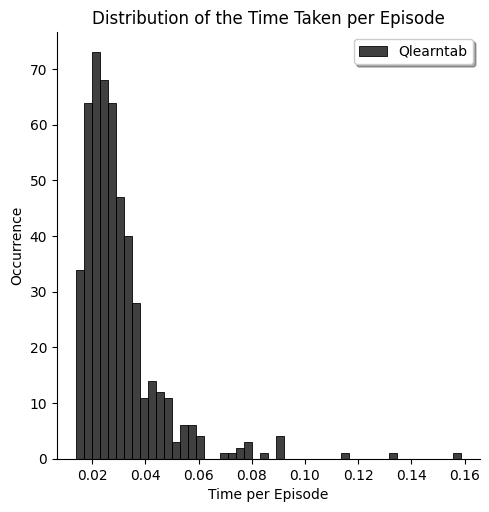 Distribution of the Time Taken per Episode
Qlearntab
Occurrence
70
60
50
40
30
20
10
0
0.02 0.04 0.06 0.08 0.10 0.12 0.14 0.16
Time per Episode